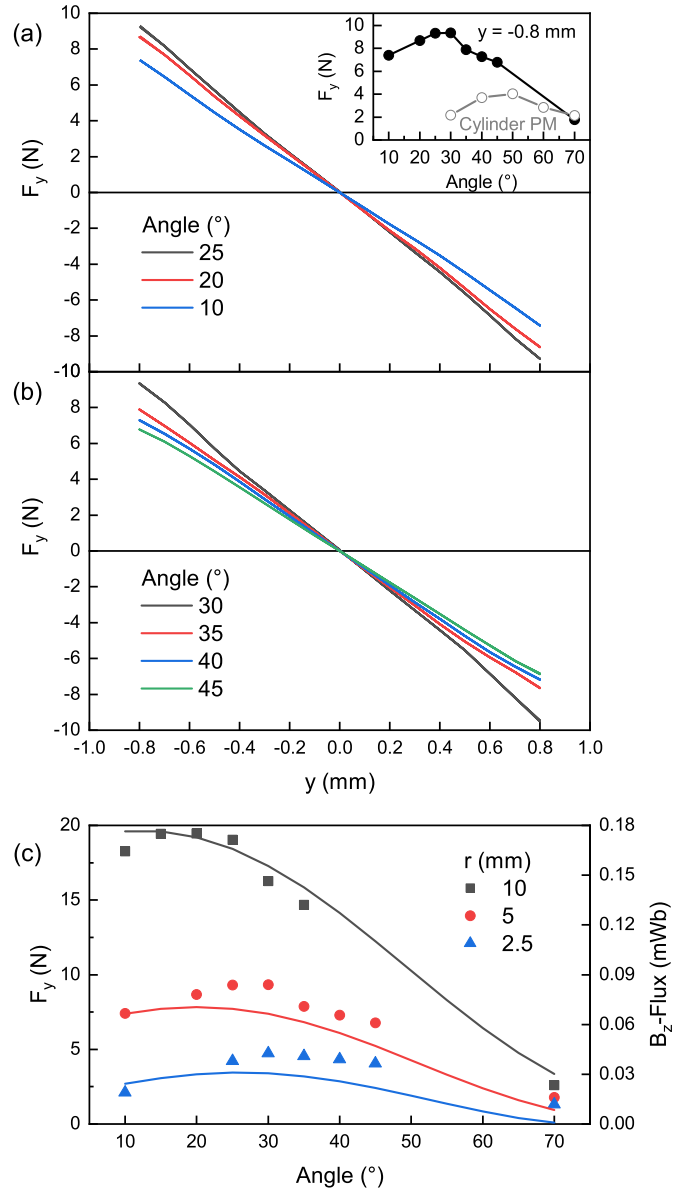 (a)
F_y (N)
10
8
6
4
2
0
-2
-4
-6
-8
-10
Angle (°)
25
20
10
y = -0.8 mm
F_y (N)
10
8
6
4
2
0
Cylinder PM
10 20 30 40 50 60 70
Angle (°)
(b)
F_y (N)
8
6
4
2
0
-2
-4
-6
-8
-10
Angle (°)
30
35
40
45
-1.0 -0.8 -0.6 -0.4 -0.2 0.0 0.2 0.4 0.6 0.8 1.0
y (mm)
(c)
F_y (N)
20
15
10
5
0
r (mm)
10
5
2.5
0.18
0.15
0.12
0.09
0.06
0.03
0.00
B_z-Flux (mWb)
10 20 30 40 50 60 70
Angle (°)